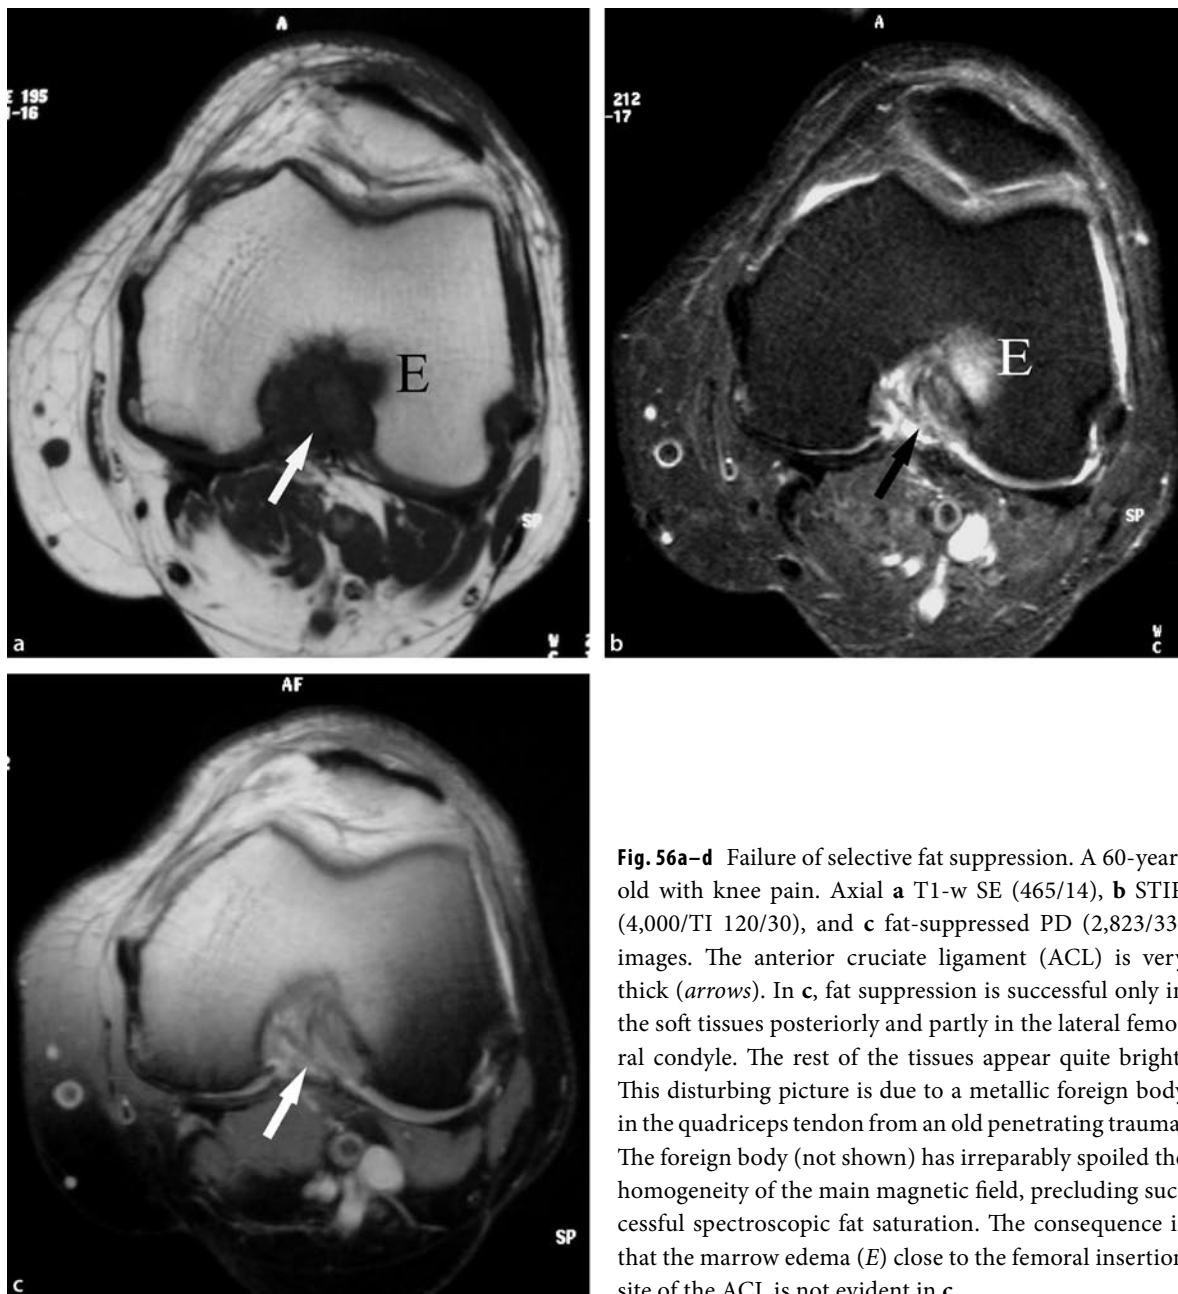 A
E 195
1-16
E
SP
a
W
C
A
212
-17
E
SP
W
C
b
AF
SP
c
Fig. 56a–d Failure of selective fat suppression. A 60-year
old with knee pain. Axial a T1-w SE (465/14), b STIR
(4,000/TI 120/30), and c fat-suppressed PD (2,823/33
images. The anterior cruciate ligament (ACL) is very
thick (arrows). In c, fat suppression is successful only in
the soft tissues posteriorly and partly in the lateral femo
ral condyle. The rest of the tissues appear quite bright
This disturbing picture is due to a metallic foreign body
in the quadriceps tendon from an old penetrating trauma
The foreign body (not shown) has irreparably spoiled the
homogeneity of the main magnetic field, precluding suc
cessful spectroscopic fat saturation. The consequence i
that the marrow edema (E) close to the femoral insertion
site of the ACL is not evident in c